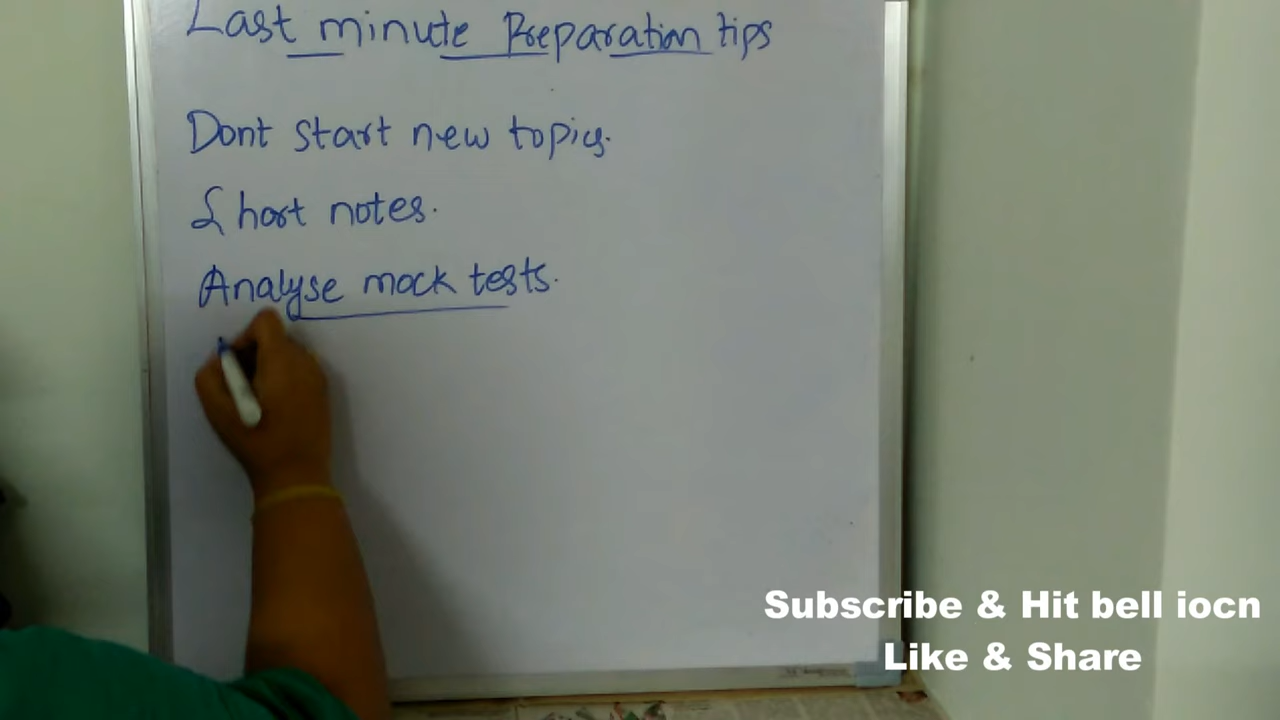 Last minute Preparation tips
Dont start new topics.
Short notes.
Analyse mock tests.
Subscribe & Hit bell iocn
Like & Share